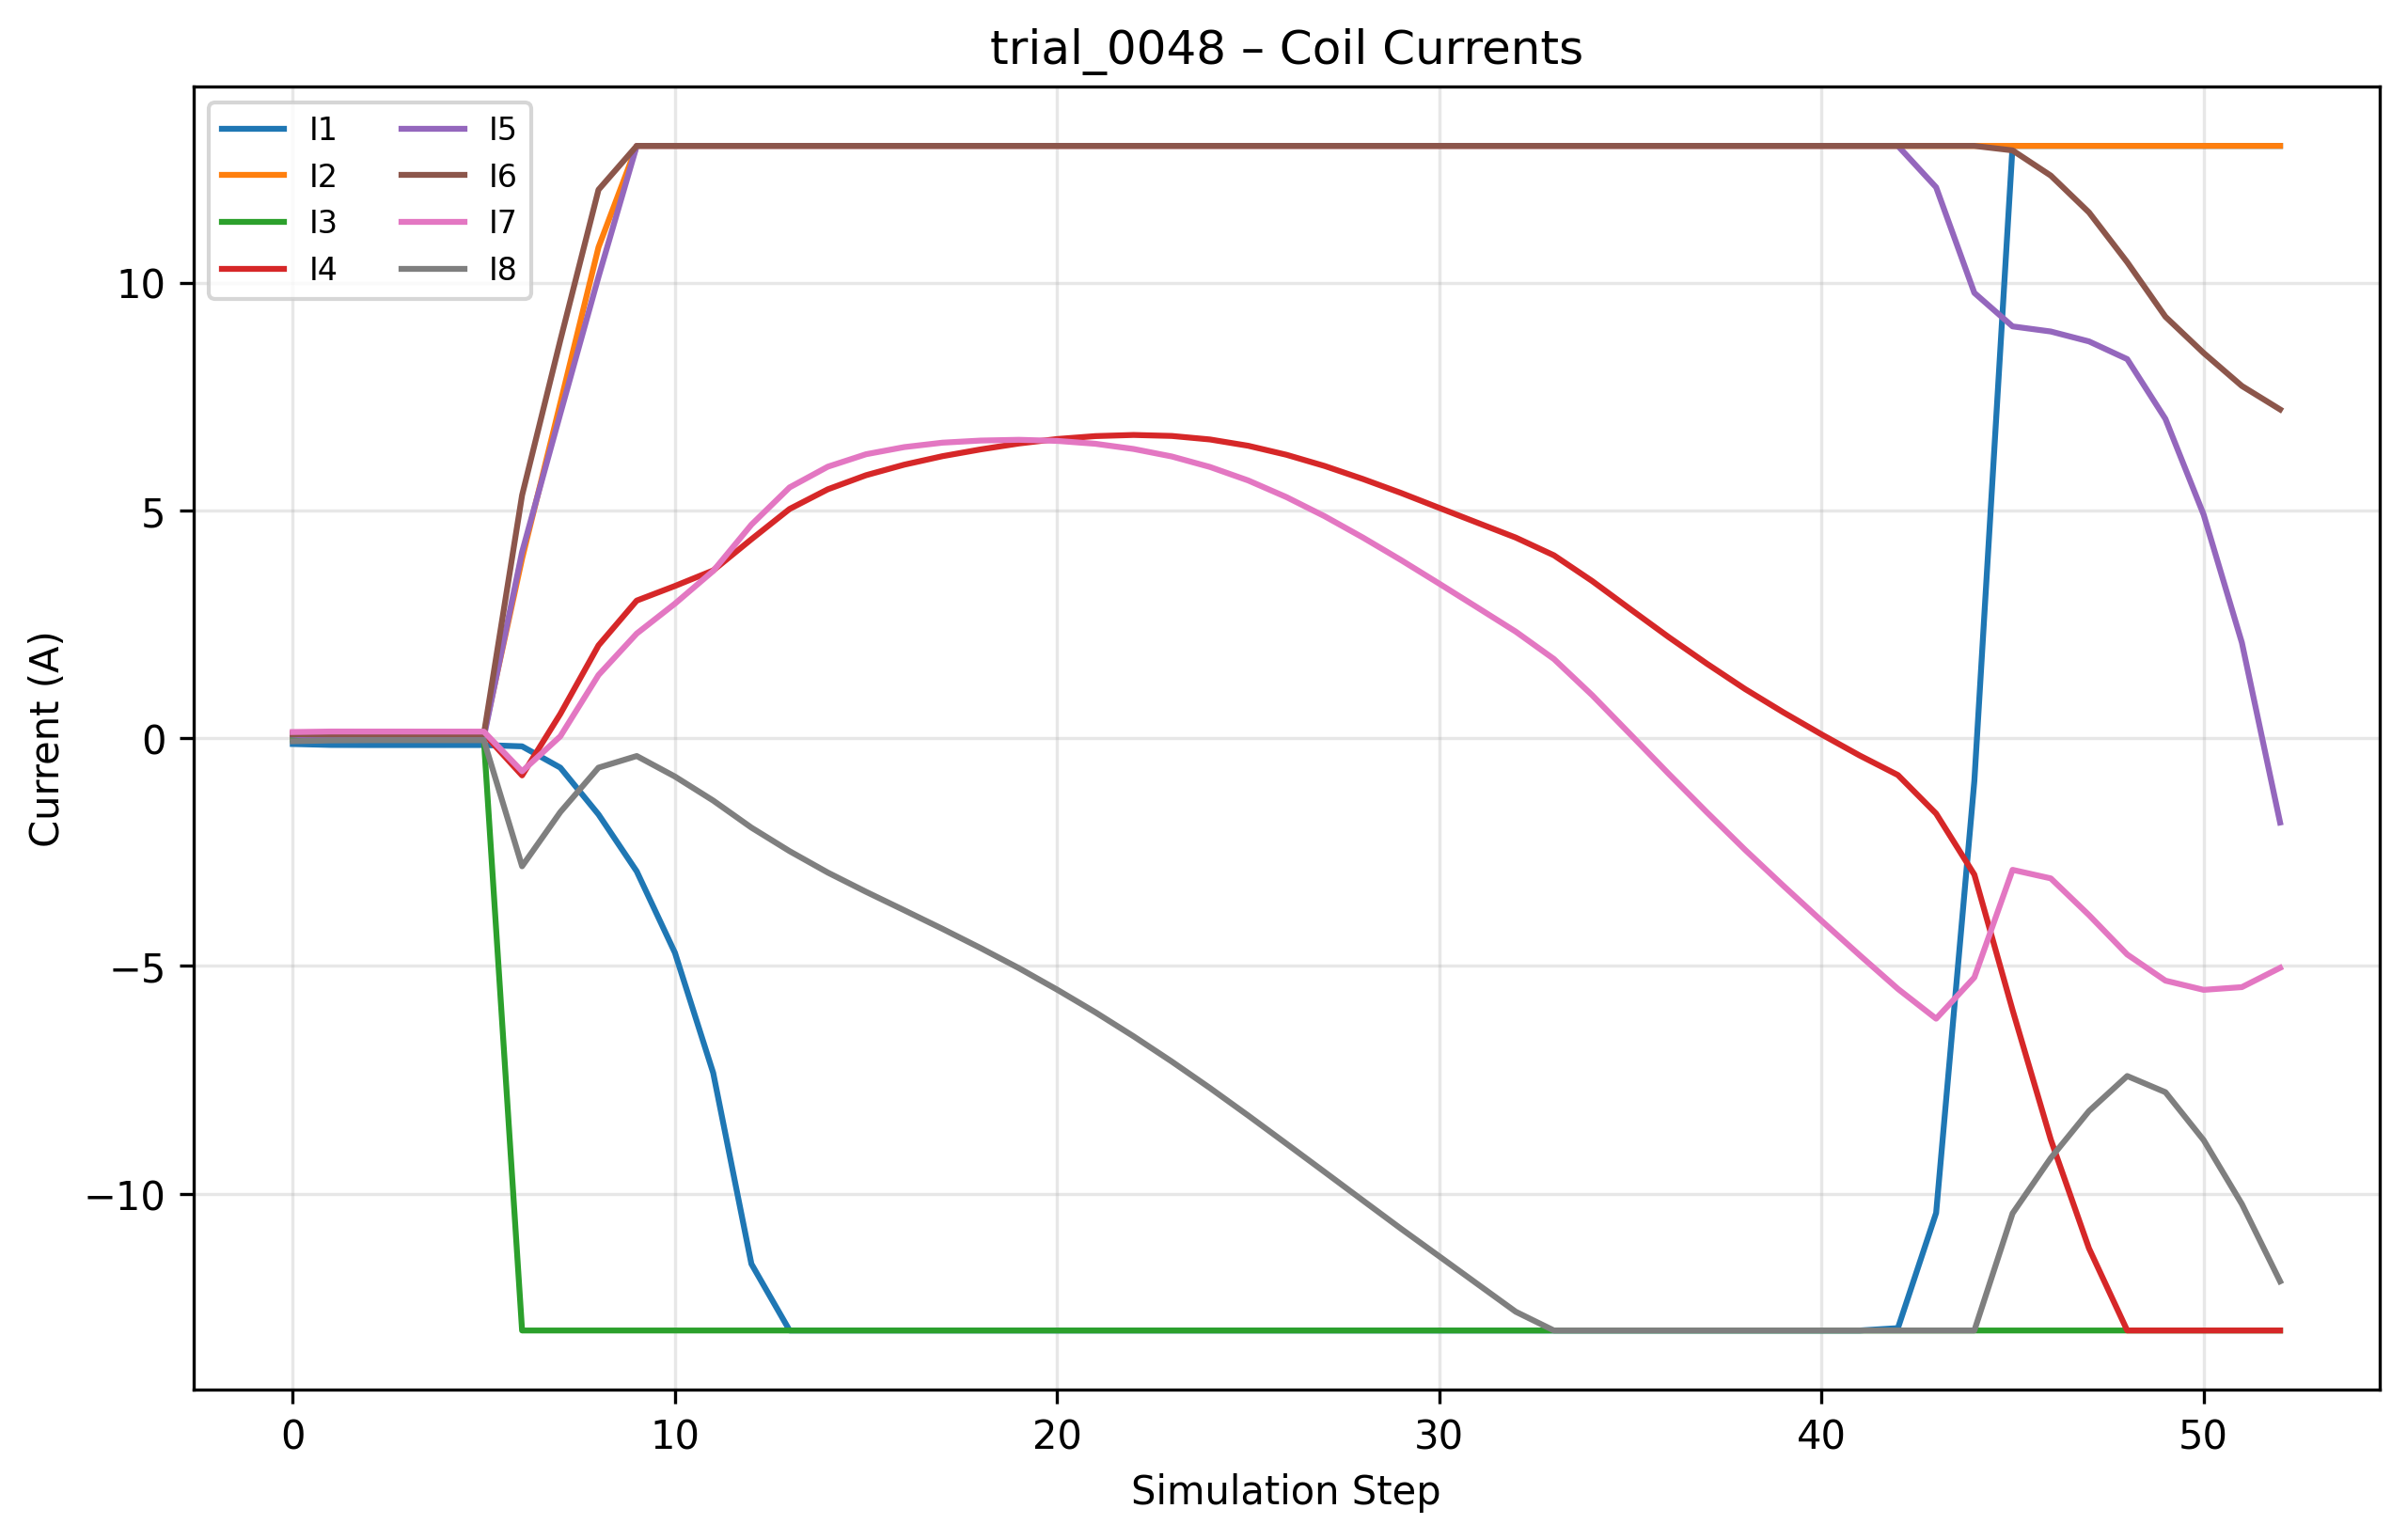 trial_0048 – Coil Currents
I1
I2
I3
I4
I5
I6
I7
I8
Current (A)
10
5
0
−5
−10
0
10
20
30
40
50
Simulation Step